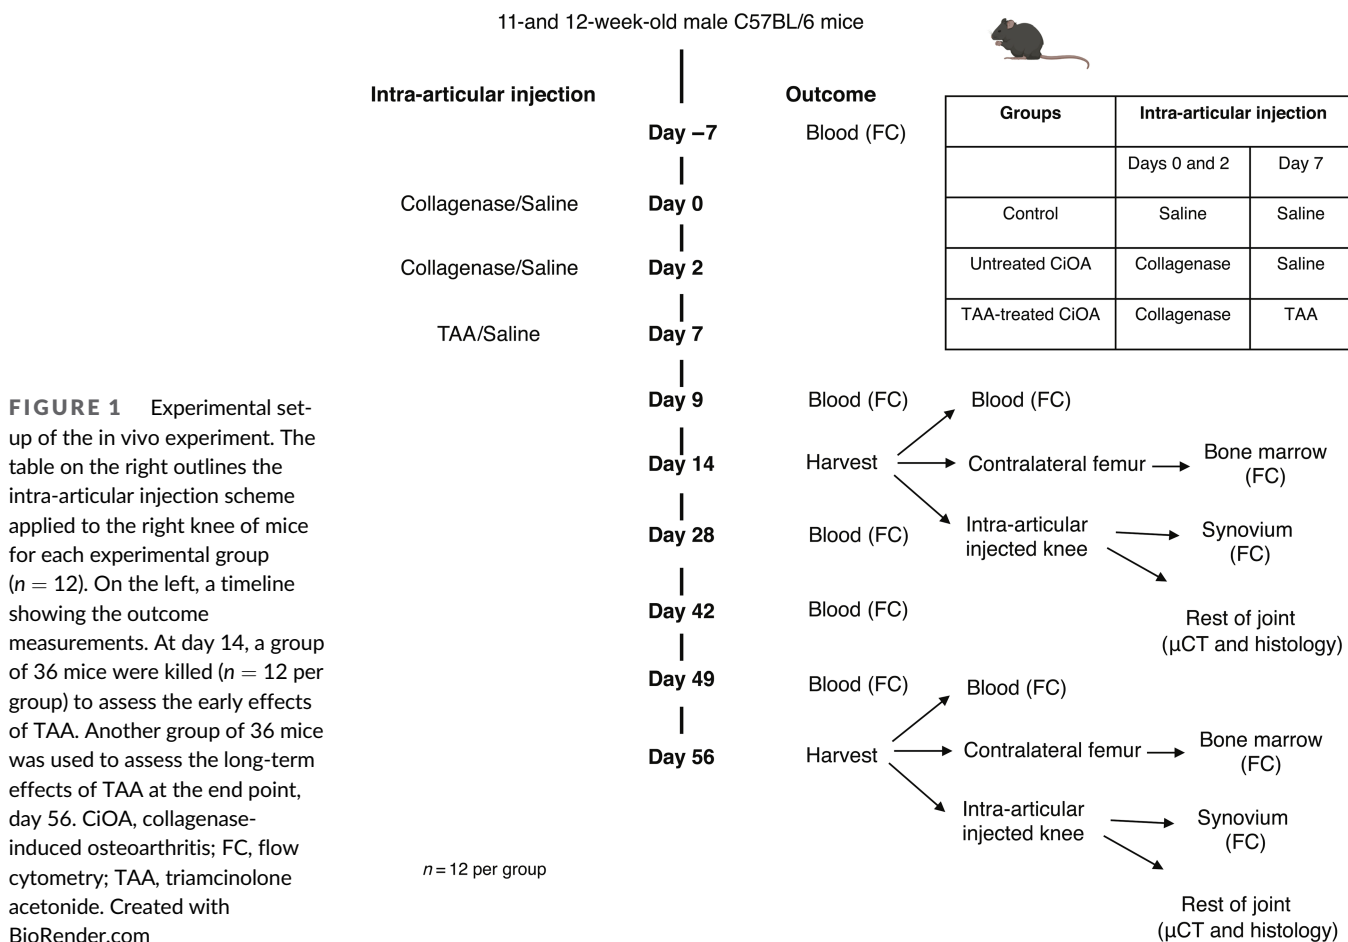 11-and 12-week-old male C57BL/6 mice
Intra-articular injection
Outcome
Day –7
Blood (FC)
Collagenase/Saline
Day 0
Collagenase/Saline
Day 2
TAA/Saline
Day 7
Groups
Intra-articular injection
Days 0 and 2
Day 7
Control
Saline
Saline
Untreated CiOA
Collagenase
Saline
TAA-treated CiOA
Collagenase
TAA
Day 9
Blood (FC)
Day 14
Harvest
Blood (FC)
Contralateral femur
Bone marrow
(FC)
Intra-articular
injected knee
Synovium
(FC)
Rest of joint
(μCT and histology)
Day 28
Blood (FC)
Day 42
Blood (FC)
Day 49
Blood (FC)
Day 56
Harvest
Blood (FC)
Contralateral femur
Bone marrow
(FC)
Intra-articular
injected knee
Synovium
(FC)
Rest of joint
(μCT and histology)
n = 12 per group
FIGURE 1 Experimental set-
up of the in vivo experiment. The
table on the right outlines the
intra-articular injection scheme
applied to the right knee of mice
for each experimental group
(n = 12). On the left, a timeline
showing the outcome
measurements. At day 14, a group
of 36 mice were killed (n = 12 per
group) to assess the early effects
of TAA. Another group of 36 mice
was used to assess the long-term
effects of TAA at the end point,
day 56. CiOA, collagenase-
induced osteoarthritis; FC, flow
cytometry; TAA, triamcinolone
acetonide. Created with
BioRender.com